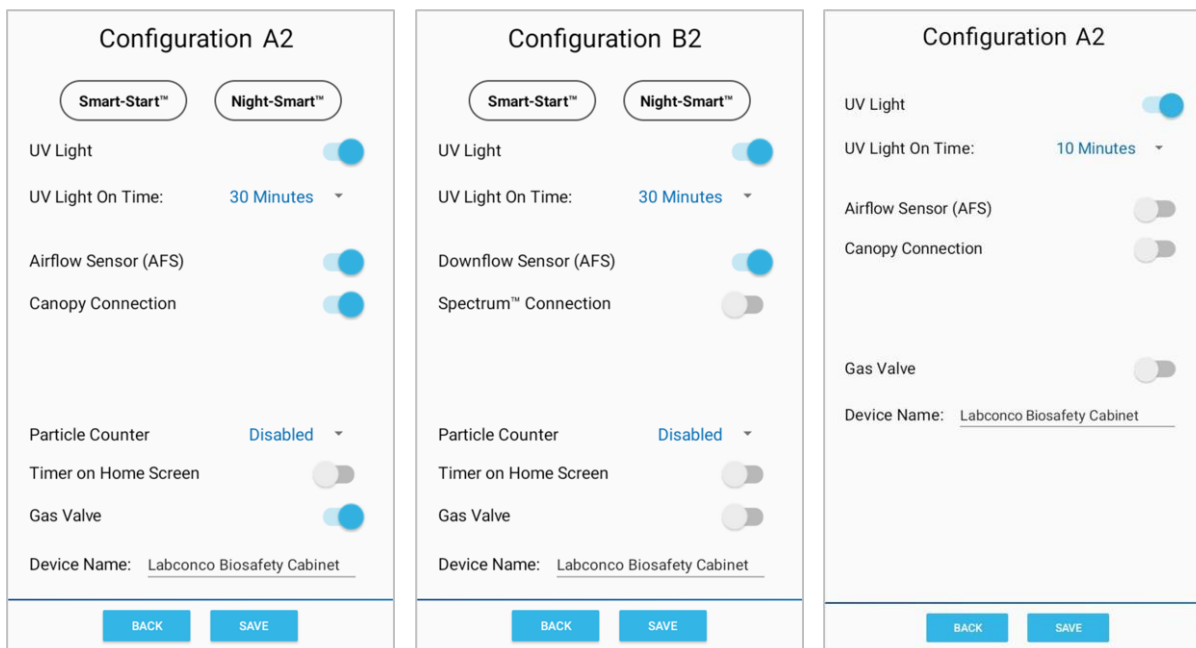 Configuration A2
Smart-Start™ Night-Smart™
UV Light
UV Light On Time: 30 Minutes
Airflow Sensor (AFS)
Canopy Connection
Particle Counter Disabled
Timer on Home Screen
Gas Valve
Device Name: Labconco Biosafety Cabinet
BACK SAVE
Configuration B2
Smart-Start™ Night-Smart™
UV Light
UV Light On Time: 30 Minutes
Downflow Sensor (AFS)
Spectrum™ Connection
Particle Counter Disabled
Timer on Home Screen
Gas Valve
Device Name: Labconco Biosafety Cabinet
BACK SAVE
Configuration A2
UV Light
UV Light On Time: 10 Minutes
Airflow Sensor (AFS)
Canopy Connection
Gas Valve
Device Name: Labconco Biosafety Cabinet
BACK SAVE